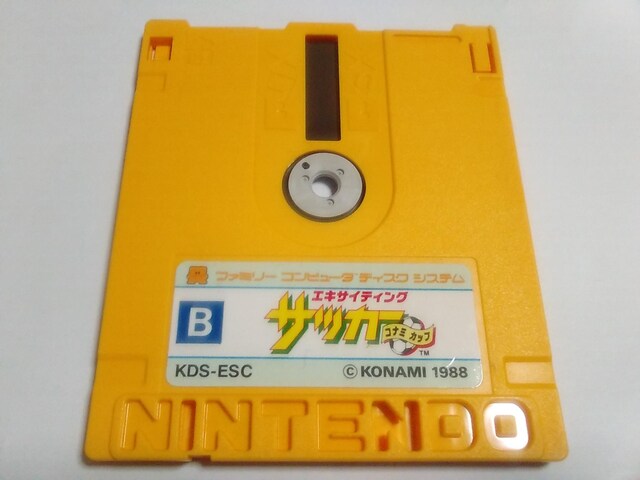 ファミリー コンピュータ ディスク システム
B
エキサイティング
サッカー
コナミ カップ
TM
KDS-ESC
© KONAMI 1988
NINTENDO